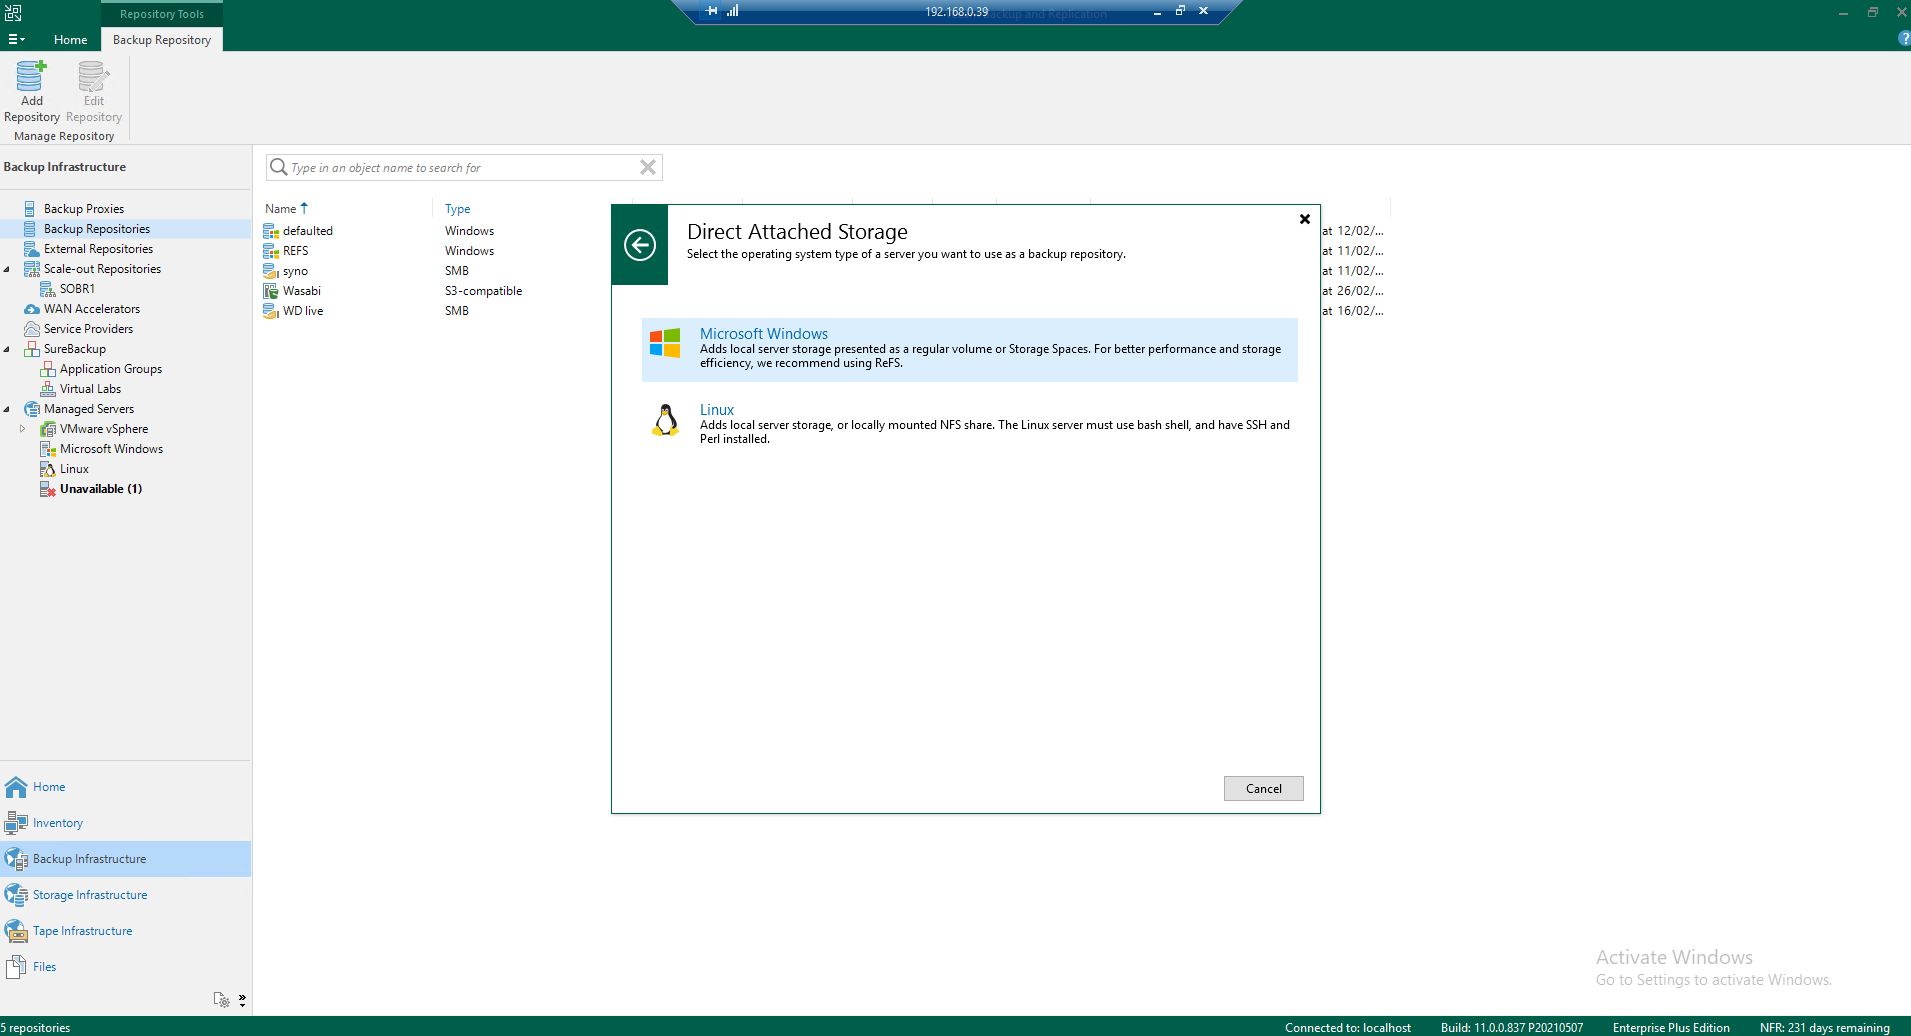 Repository Tools
192.168.0.39
ackup and Replication
Home
Backup Repository
?
Add
Repository
Edit
Repository
Manage Repository
Backup Infrastructure
Type in an object name to search for
Backup Proxies
Backup Repositories
External Repositories
Scale-out Repositories
SOBR1
WAN Accelerators
Service Providers
SureBackup
Application Groups
Virtual Labs
Managed Servers
VMware vSphere
Microsoft Windows
Linux
Unavailable (1)
Name Type
defaulted Windows at 12/02/...
REFS Windows at 11/02/...
syno SMB at 11/02/...
Wasabi S3-compatible at 26/02/...
WD live SMB at 16/02/...
Direct Attached Storage
Select the operating system type of a server you want to use as a backup repository.
Microsoft Windows
Adds local server storage presented as a regular volume or Storage Spaces. For better performance and storage
efficiency, we recommend using ReFS.
Linux
Adds local server storage, or locally mounted NFS share. The Linux server must use bash shell, and have SSH and
Perl installed.
Cancel
Home
Inventory
Backup Infrastructure
Storage Infrastructure
Tape Infrastructure
Files
Activate Windows
Go to Settings to activate Windows.
5 repositories
Connected to: localhost
Build: 11.0.0.837 P20210507
Enterprise Plus Edition
NFR: 231 days remaining